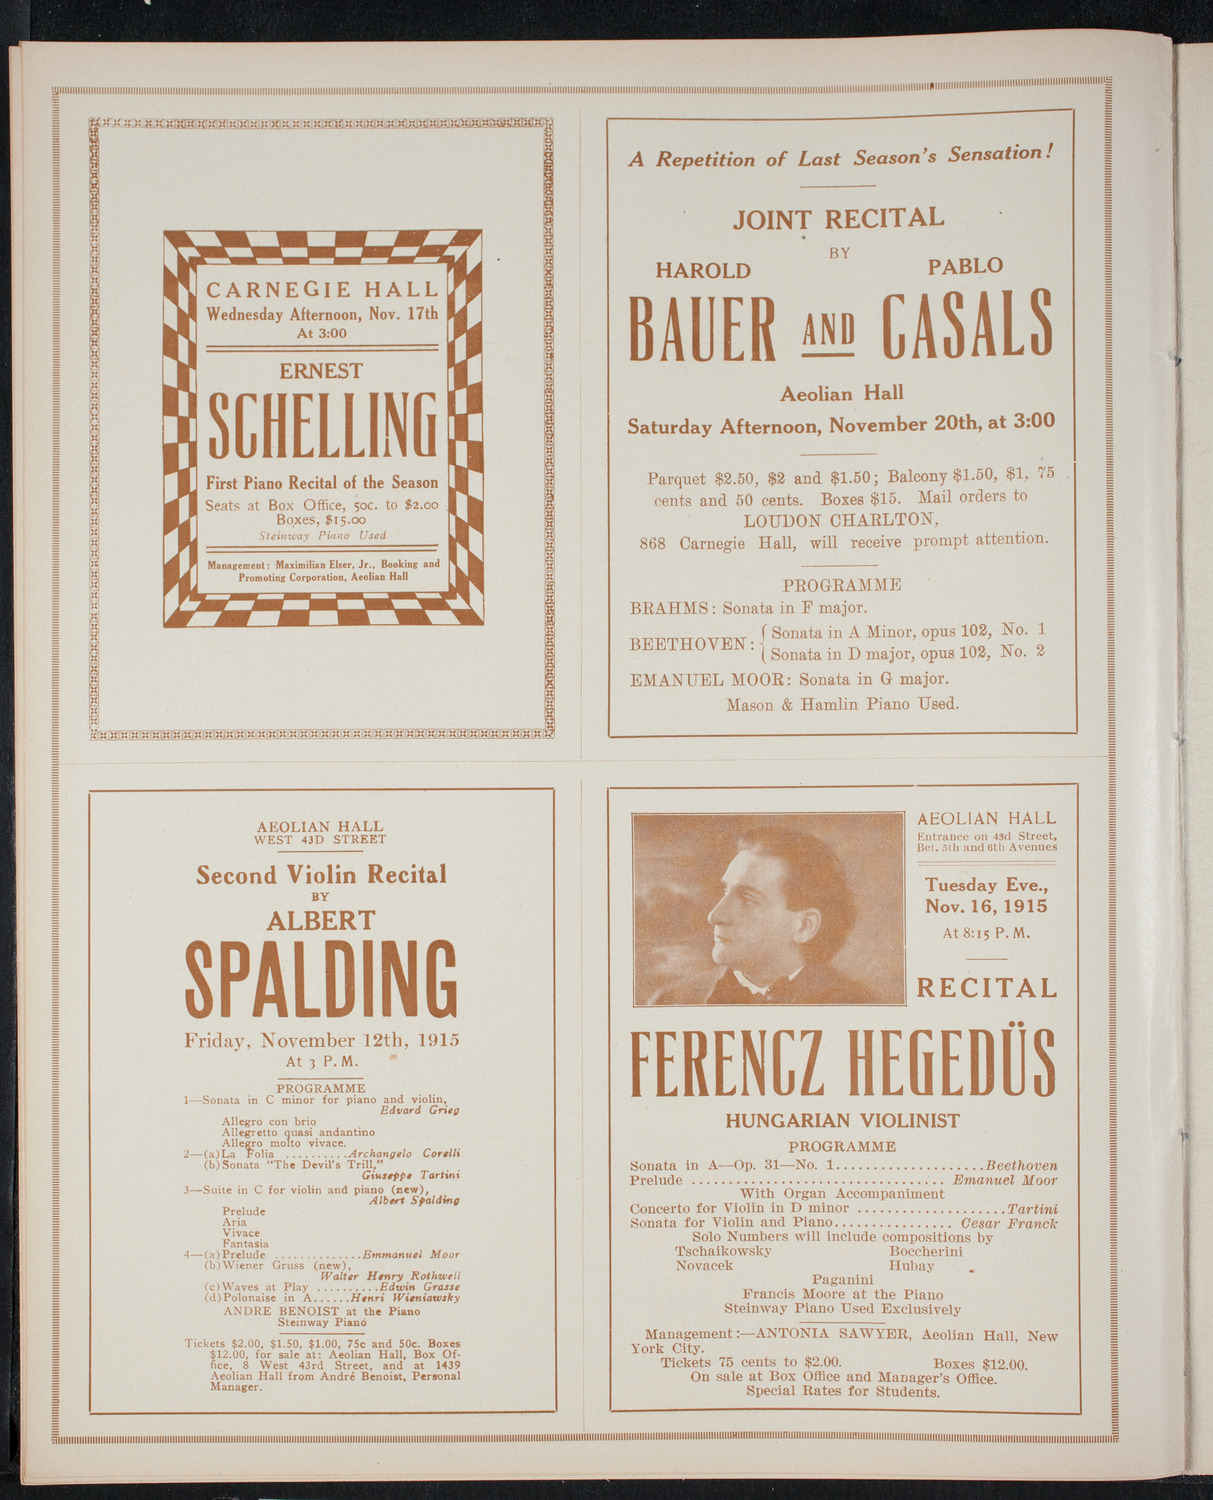 CARNEGIE HALL
Wednesday Afternoon, Nov. 17th
At 3:00
ERNEST
SCHELLING
First Piano Recital of the Season
Seats at Box Office, 50c. to $2.00
Boxes, $15.00
Steinway Piano Used
Management: Maximilian Elser, Jr., Booking and
Promoting Corporation, Aeolian Hall
A Repetition of Last Season's Sensation!
JOINT RECITAL
BY
HAROLD PABLO
BAUER AND CASALS
Aeolian Hall
Saturday Afternoon, November 20th, at 3:00
Parquet $2.50, $2 and $1.50; Balcony $1.50, $1, 75
cents and 50 cents. Boxes $15. Mail orders to
LOUDON CHARLTON,
868 Carnegie Hall, will receive prompt attention.
PROGRAMME
BRAHMS: Sonata in F major.
BEETHOVEN: { Sonata in A Minor, opus 102, No. 1
Sonata in D major, opus 102, No. 2
EMANUEL MOOR: Sonata in G major.
Mason & Hamlin Piano Used.
AEOLIAN HALL
WEST 43D STREET
Second Violin Recital
BY
ALBERT
SPALDING
Friday, November 12th, 1915
At 3 P. M.
PROGRAMME
1—Sonata in C minor for piano and violin,
Edvard Grieg
Allegro con brio
Allegretto quasi andantino
Allegro molto vivace.
2—(a) La Folia ..........Archangelo Corelli
(b) Sonata "The Devil's Trill,"
Giuseppe Tartini
3—Suite in C for violin and piano (new),
Albert Spalding
Prelude
Aria
Vivace
Fantasia
4—(a) Prelude .............Emmanuel Moor
(b) Wiener Gruss (new),
Walter Henry Rothwell
(c) Waves at Play ..........Edwin Grasse
(d) Polonaise in A......Henri Wieniawsky
ANDRE BENOIST at the Piano
Steinway Piano
Tickets $2.00, $1.50, $1.00, 75c and 50c. Boxes
$12.00, for sale at: Aeolian Hall, Box Of-
fice, 8 West 43rd Street, and at 1439
Aeolian Hall from André Benoist, Personal
Manager.
AEOLIAN HALL
Entrance on 43d Street,
Bet. 5th and 6th Avenues
Tuesday Eve.,
Nov. 16, 1915
At 8:15 P. M.
RECITAL
FERENCZ HEGEDÜS
HUNGARIAN VIOLINIST
PROGRAMME
Sonata in A—Op. 31—No. 1....................Beethoven
Prelude .................................. Emanuel Moor
With Organ Accompaniment
Concerto for Violin in D minor ....................Tartini
Sonata for Violin and Piano................ Cesar Franck
Solo Numbers will include compositions by
Tschaikowsky Boccherini
Novacek Hubay
Paganini
Francis Moore at the Piano
Steinway Piano Used Exclusively
Management:—ANTONIA SAWYER, Aeolian Hall, New
York City.
Tickets 75 cents to $2.00. Boxes $12.00.
On sale at Box Office and Manager's Office.
Special Rates for Students.